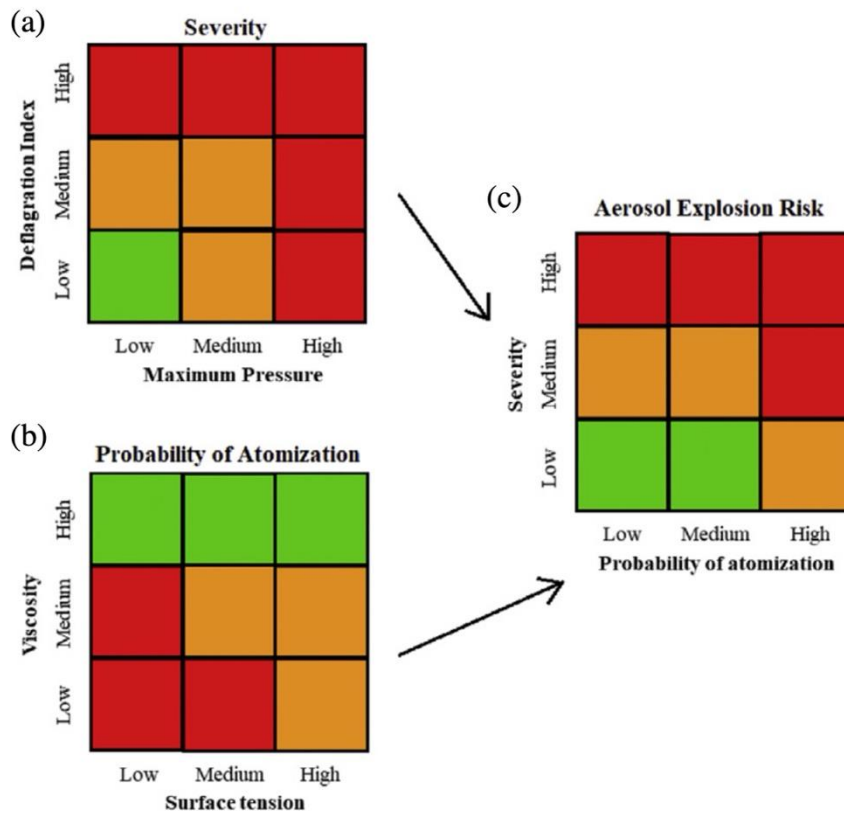 (a)
Severity
Deflagration Index
High
Medium
Low
Low Medium High
Maximum Pressure
(b)
Probability of Atomization
Viscosity
High
Medium
Low
Low Medium High
Surface tension
(c)
Aerosol Explosion Risk
Severity
High
Medium
Low
Low Medium High
Probability of atomization